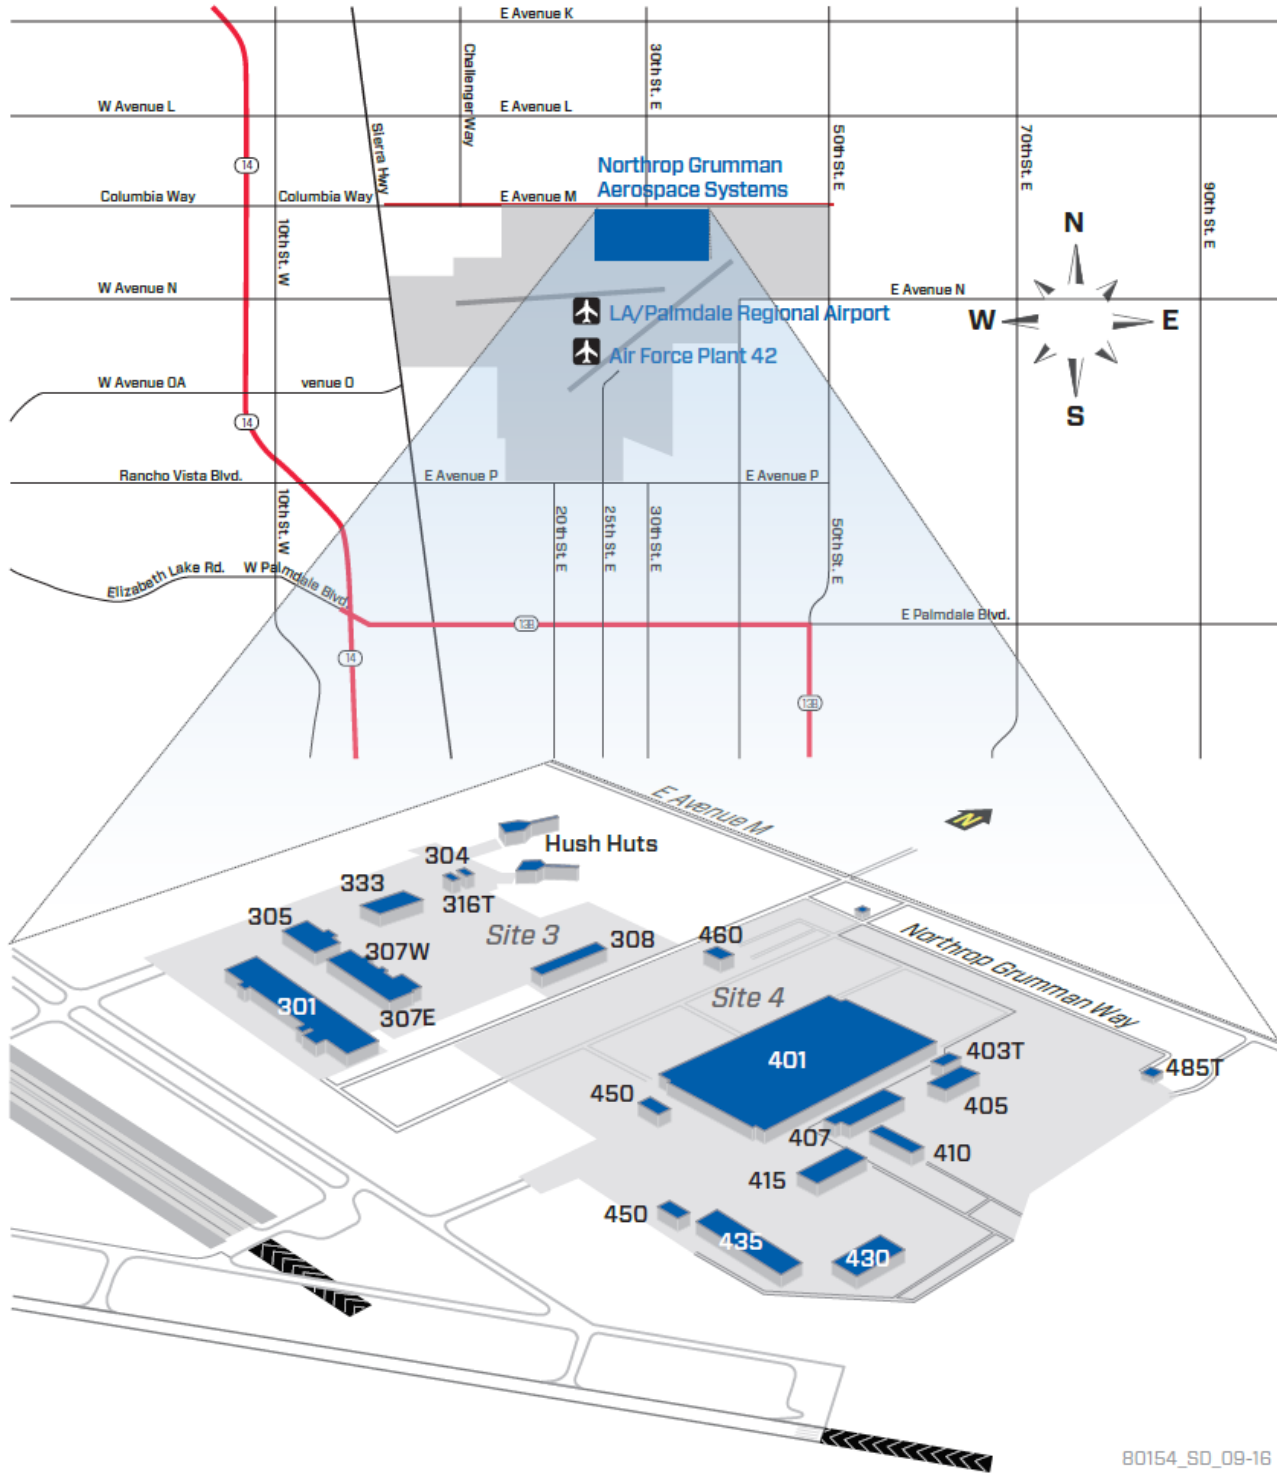 E Avenue K
Challenger Way
30th St. E
W Avenue L
E Avenue L
Sierra Hwy
50th St. E
70th St. E
14
Northrop Grumman
Aerospace Systems
Columbia Way
Columbia Way
E Avenue M
90th St. E
10th St. W
N
W Avenue N
E Avenue N
LA/Palmdale Regional Airport
W
E
Air Force Plant 42
W Avenue OA
venue O
S
14
Rancho Vista Blvd.
E Avenue P
E Avenue P
10th St. W
20th St. E
25th St. E
30th St. E
50th St. E
Elizabeth Lake Rd.
W Palmdale Blvd.
E Palmdale Blvd.
138
14
138
E Avenue M
N
Hush Huts
304
333
316T
305
Site 3
307W
308
460
Northrop Grumman Way
Site 4
301
307E
401
403T
485T
450
405
407
410
415
450
435
430
80154_SD_09-16